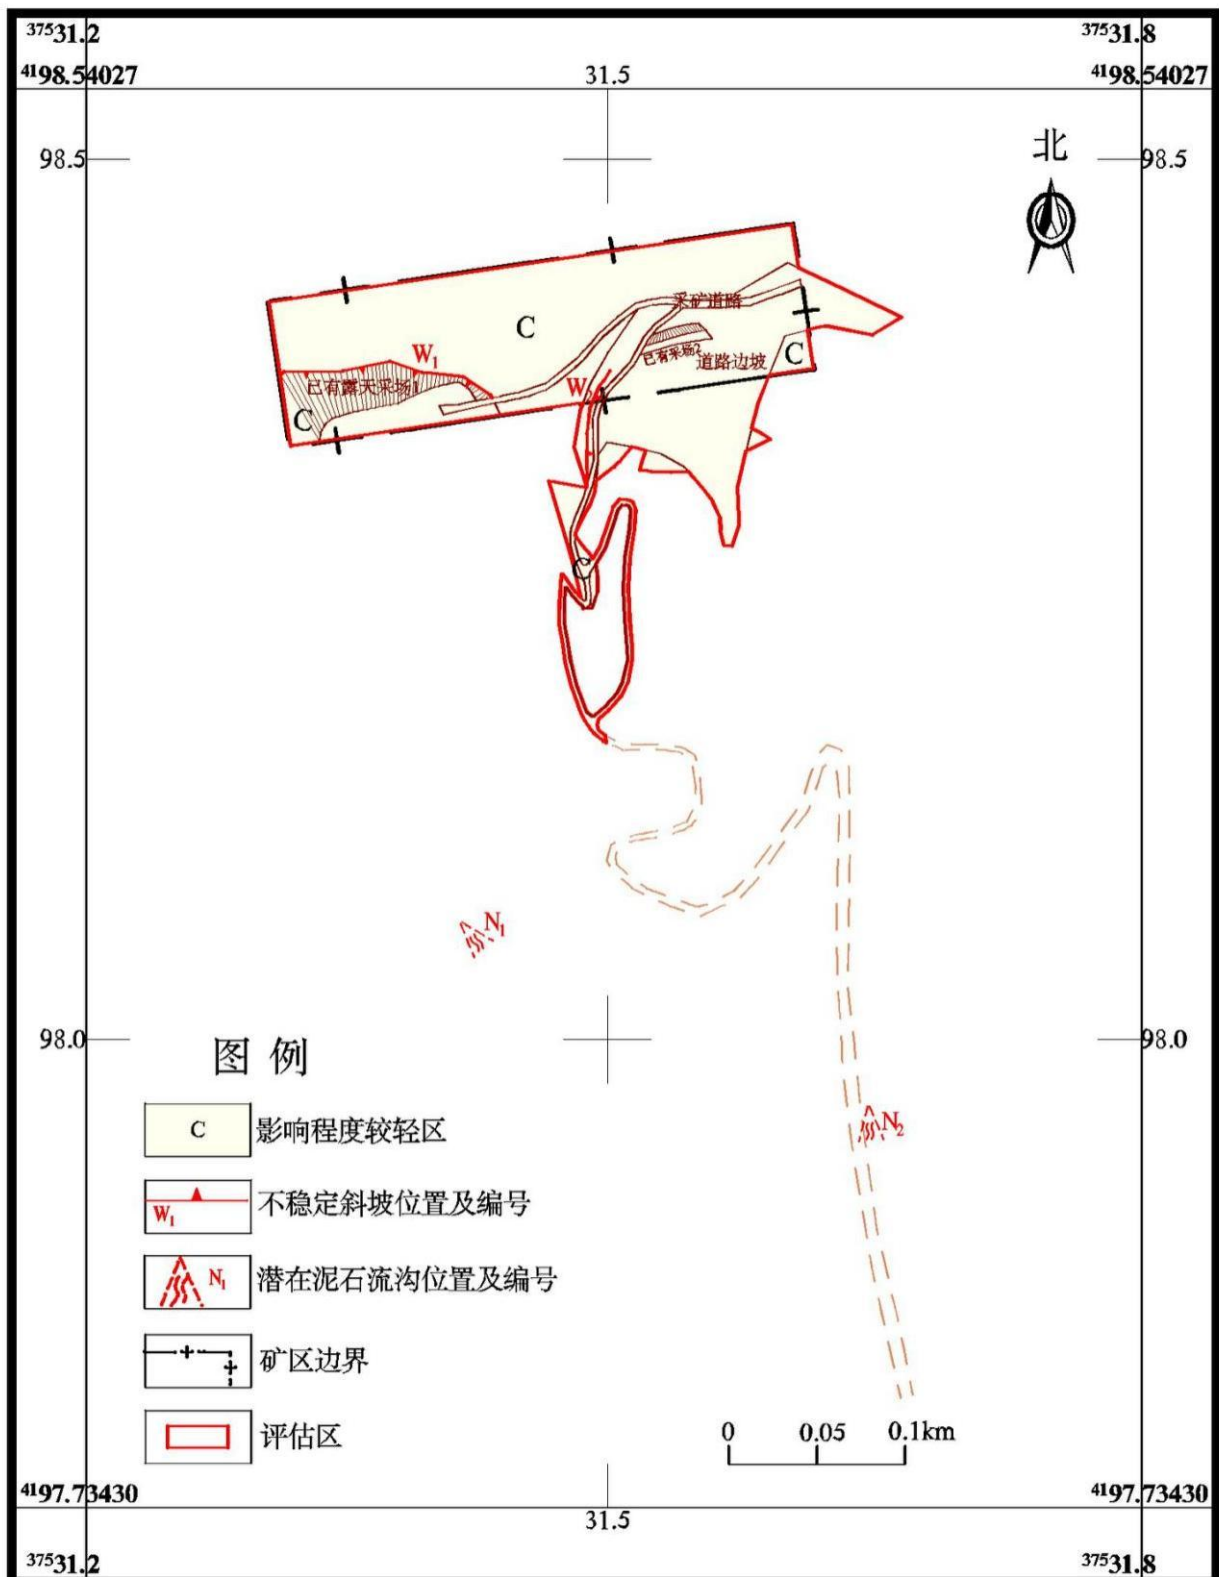 3731.2 3731.8
4198.54027 31.5 4198.54027
98.5 98.5
北
采矿道路
C
W1
已有采场2
道路边坡
C
已有露天采场1
W2
C
C
N1
98.0 98.0
图例
N2
C 影响程度较轻区
W1 不稳定斜坡位置及编号
N1 潜在泥石流沟位置及编号
矿区边界
评估区
0 0.05 0.1km
4197.73430 4197.73430
31.5
37531.2 37531.8